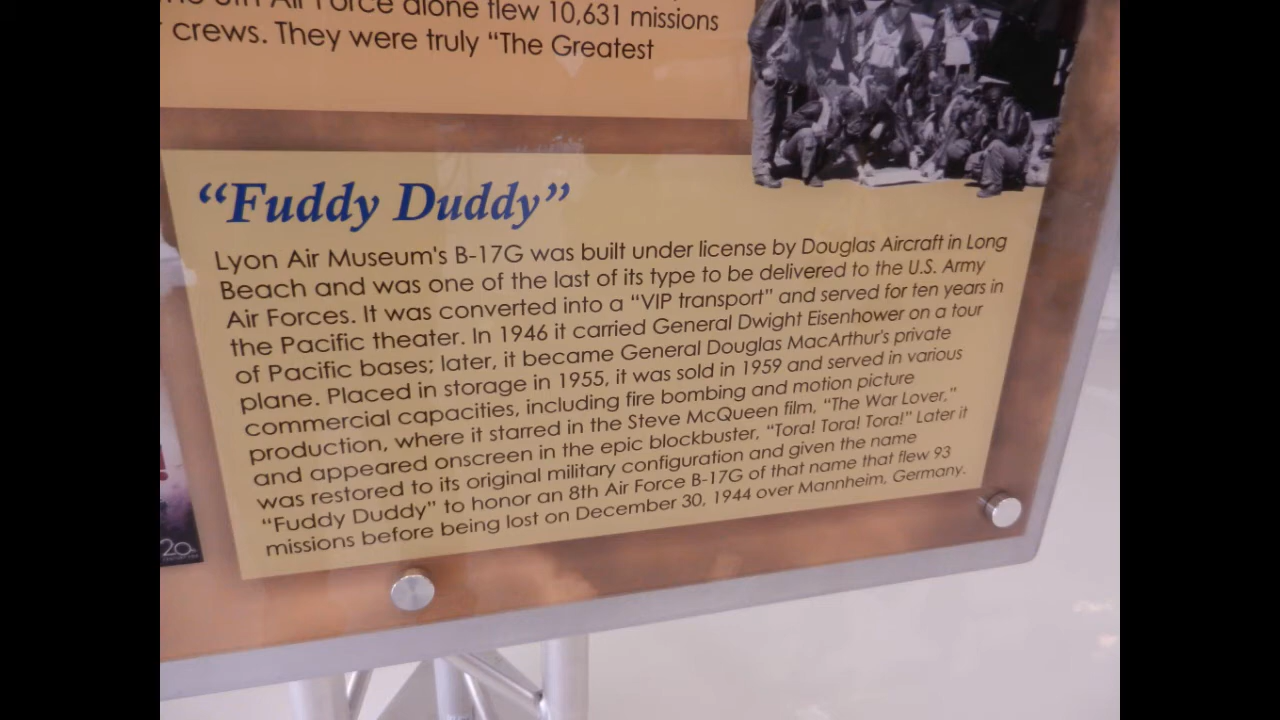 8th Air Force alone flew 10,631 missions
crews. They were truly “The Greatest
“Fuddy Duddy”
Lyon Air Museum's B-17G was built under license by Douglas Aircraft in Long
Beach and was one of the last of its type to be delivered to the U.S. Army
Air Forces. It was converted into a “VIP transport” and served for ten years in
the Pacific theater. In 1946 it carried General Dwight Eisenhower on a tour
of Pacific bases; later, it became General Douglas MacArthur's private
plane. Placed in storage in 1955, it was sold in 1959 and served in various
commercial capacities, including fire bombing and motion picture
production, where it starred in the Steve McQueen film, “The War Lover,”
and appeared onscreen in the epic blockbuster, “Tora! Tora! Tora!” Later it
was restored to its original military configuration and given the name
“Fuddy Duddy” to honor an 8th Air Force B-17G of that name that flew 93
missions before being lost on December 30, 1944 over Mannheim, Germany.